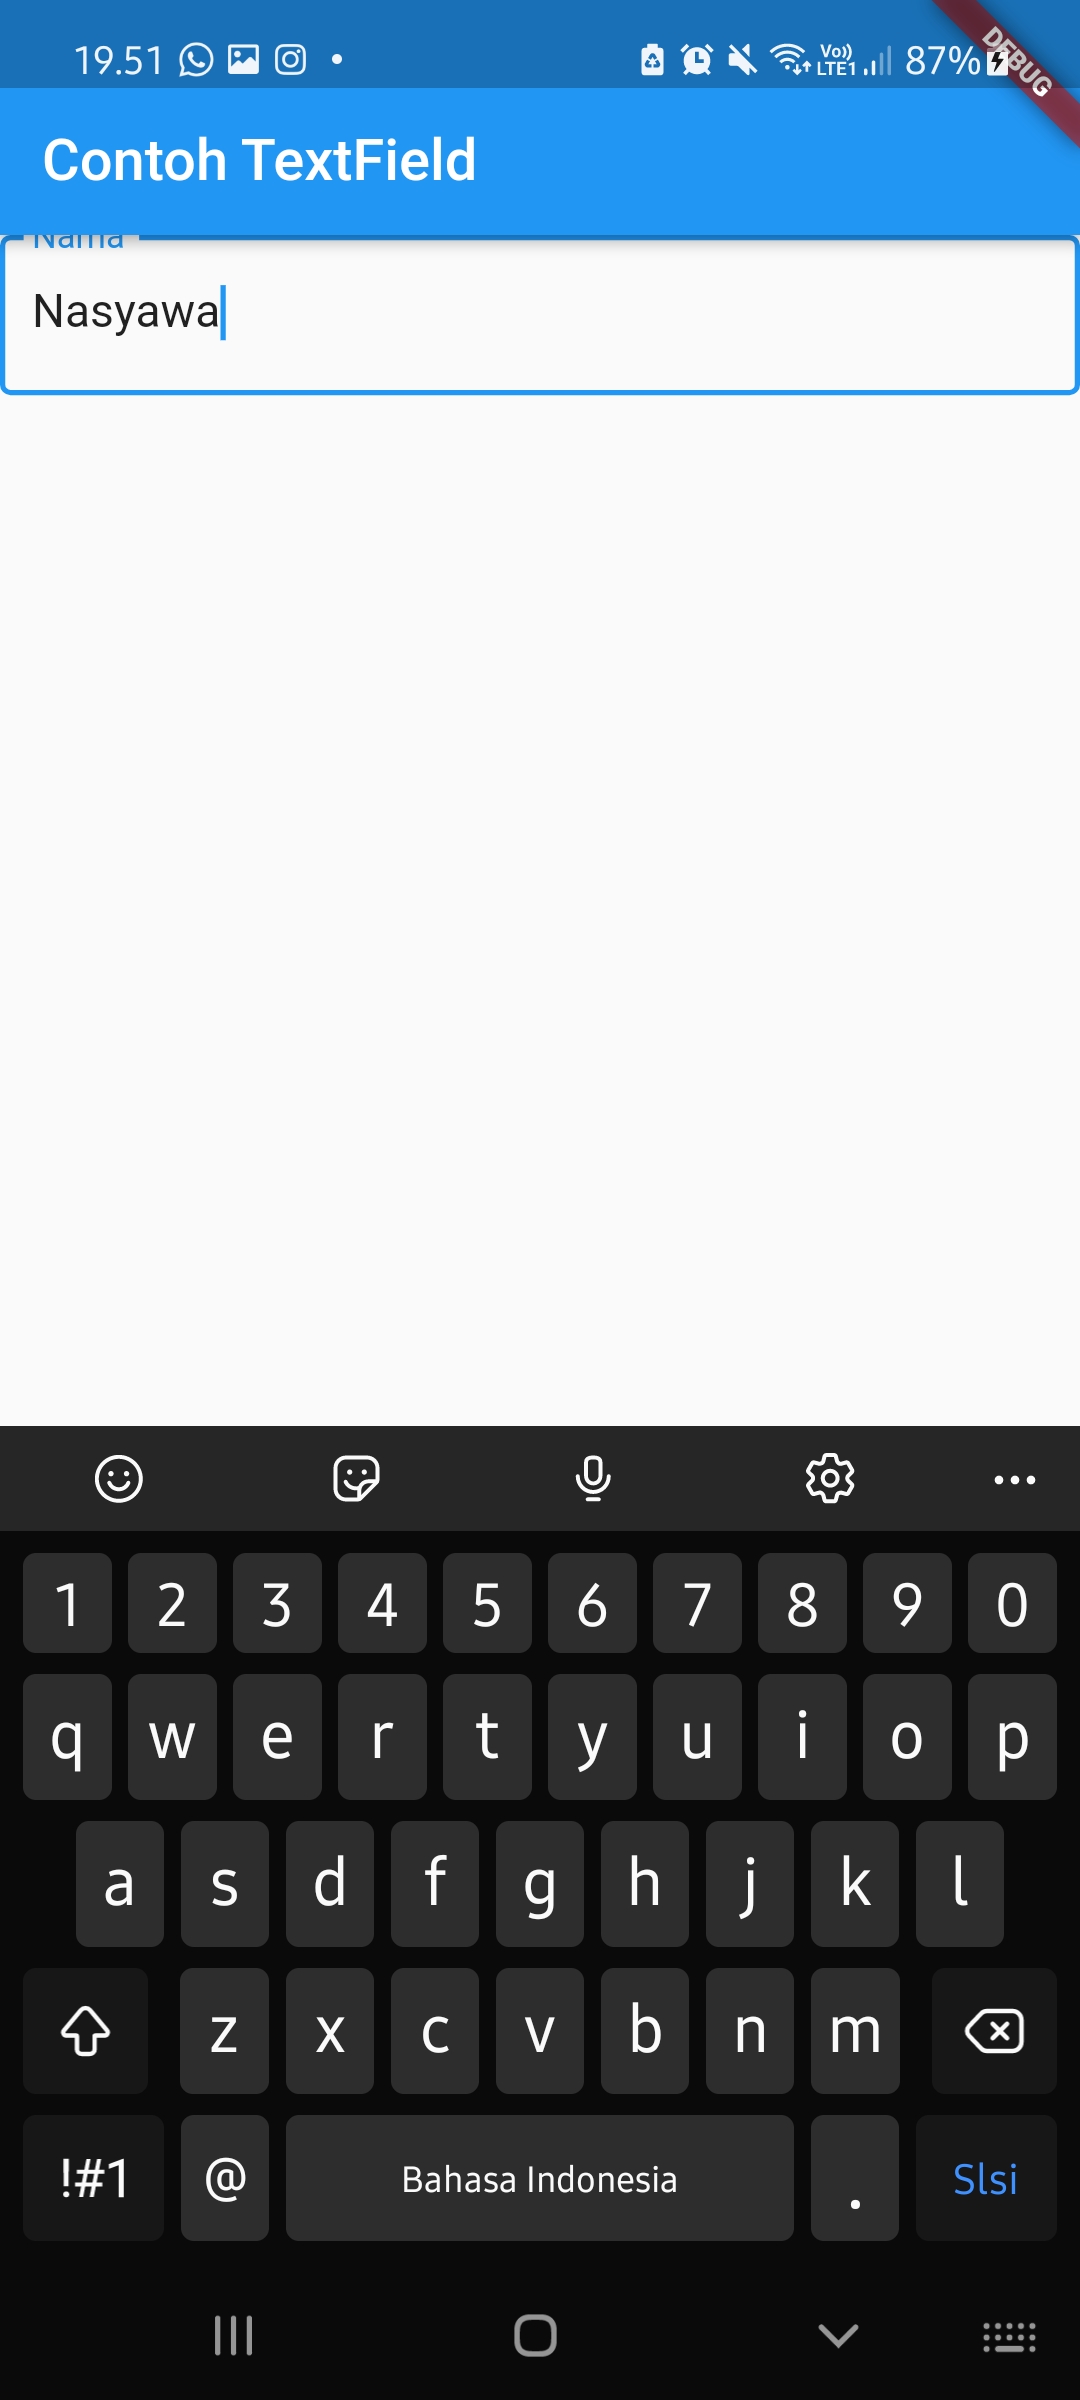 19.51 Vo)) LTE1 87%
DEBUG
Contoh TextField
Nama
Nasyawa
1 2 3 4 5 6 7 8 9 0
q w e r t y u i o p
a s d f g h j k l
z x c v b n m
!#1 @ Bahasa Indonesia . Slsi